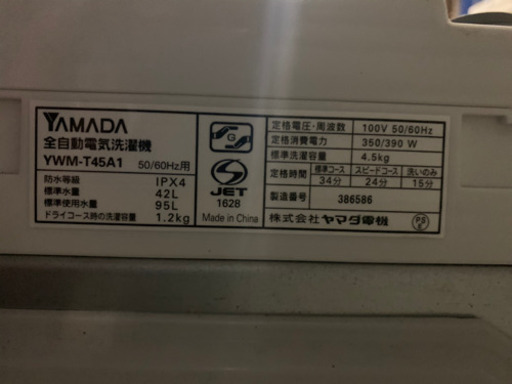 YAMADA
全自動電気洗濯機
YWM-T45A1 50/60Hz用
防水等級 IPX4
標準水量 42L
標準使用水量 95L
ドライコース時の洗濯容量 1.2kg
JET
1628
Made in China
定格電圧・周波数 100V 50/60Hz
定格消費電力 350/390 W
標準洗濯容量 4.5kg
定格時間 標準コース スピードコース 洗いのみ
34分 24分 15分
製造番号 386586
株式会社ヤマダ電機
PS
E